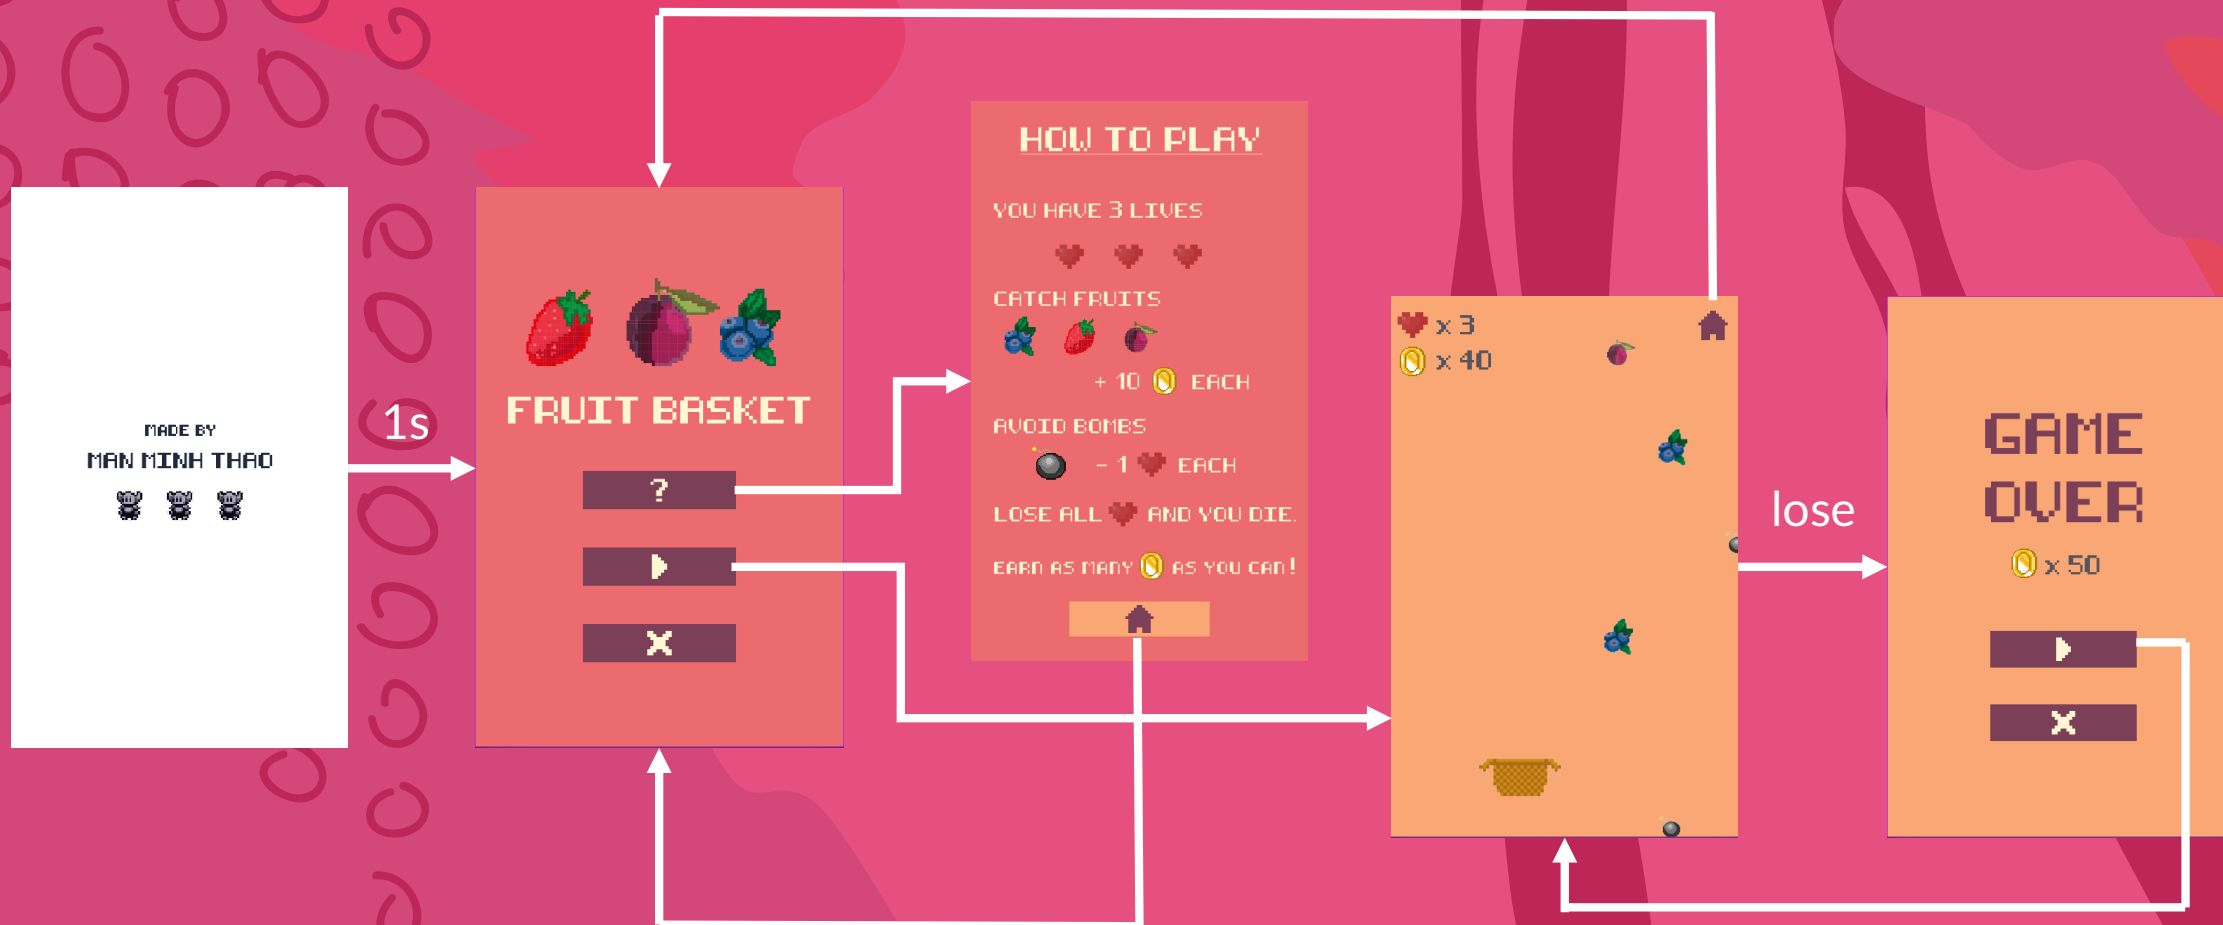 MADE BY
MAN MINH THAO
1s
FRUIT BASKET
?
HOW TO PLAY
YOU HAVE 3 LIVES
CATCH FRUITS
+ 10 EACH
AVOID BOMBS
- 1 EACH
LOSE ALL AND YOU DIE.
EARN AS MANY AS YOU CAN!
x 3
x 40
lose
GAME
OVER
x 50